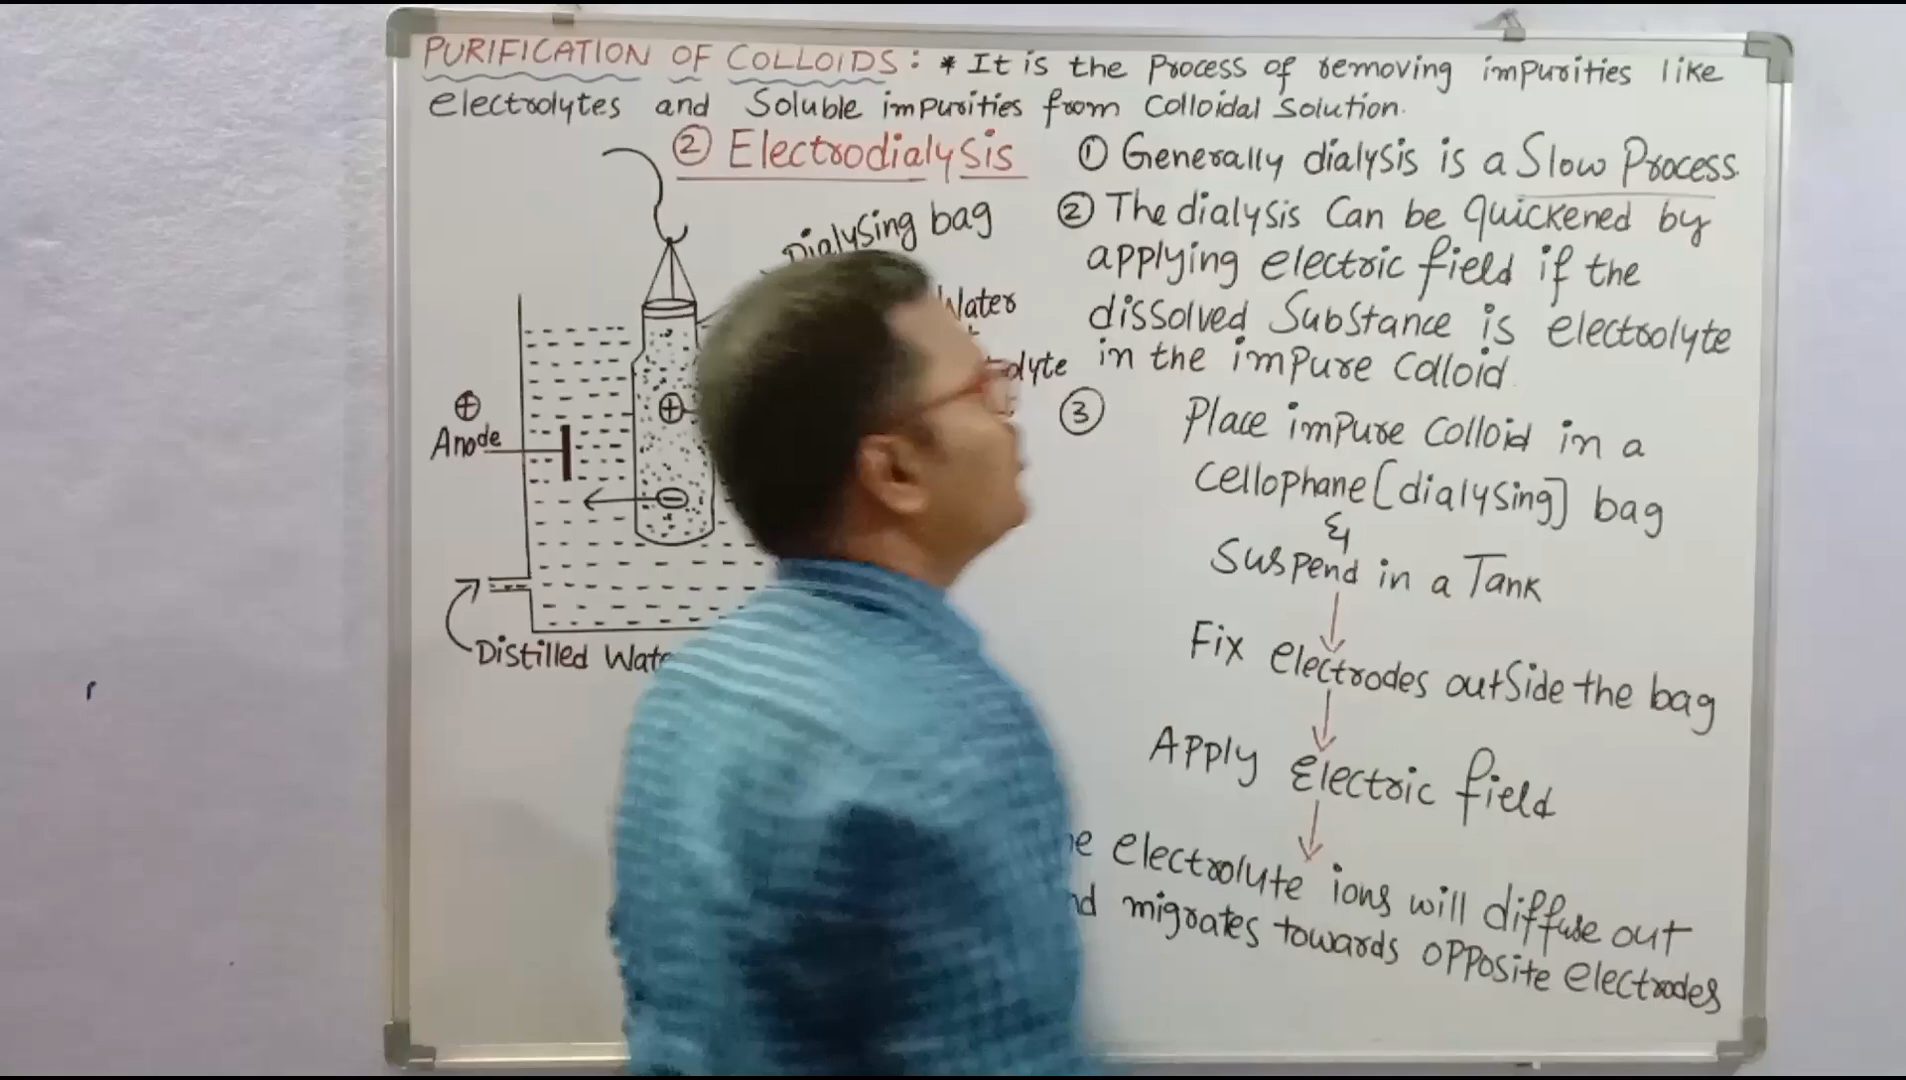 PURIFICATION OF COLLOIDS: * It is the Process of removing impurities like
electrolytes and Soluble impurities from Colloidal Solution.
② Electrodialysis
Dialysing bag
Water
⊕
Anode
⊕
⊖
Distilled
① Generally dialysis is a Slow Process
② The dialysis Can be quickened by
applying electric field if the
dissolved Substance is electrolyte
in the impure Colloid
③ Place impure Colloid in a
Cellophane [dialysing] bag
&
Suspend in a Tank
↓
Fix electrodes outside the bag
↓
Apply Electric field
↓
electrolyte ions will diffuse out
migrates towards opposite electrodes